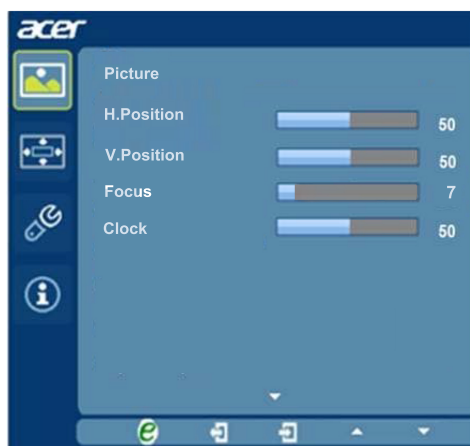 acer
Picture
H.Position 50
V.Position 50
Focus 7
Clock 50
e